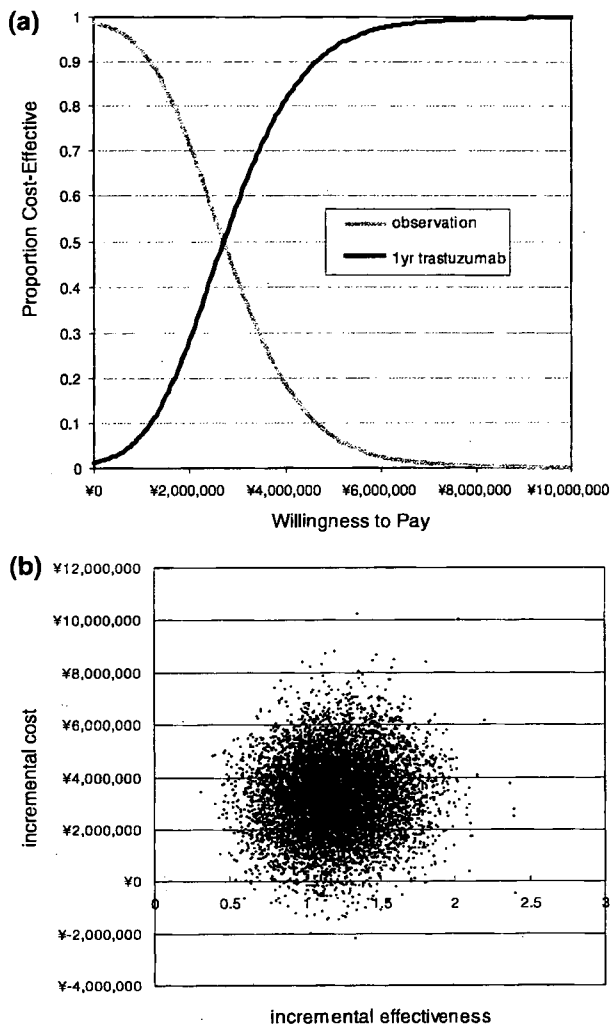 (a)
1
0.9
0.8
0.7
0.6
0.5
0.4
0.3
0.2
0.1
0
Proportion Cost-Effective
observation
1yr trastuzumab
¥0 ¥2,000,000 ¥4,000,000 ¥6,000,000 ¥8,000,000 ¥10,000,000
Willingness to Pay
(b)
¥12,000,000
¥10,000,000
¥8,000,000
¥6,000,000
¥4,000,000
¥2,000,000
¥0
¥-2,000,000
¥-4,000,000
incremental cost
0 0.5 1 1.5 2 2.5 3
incremental effectiveness